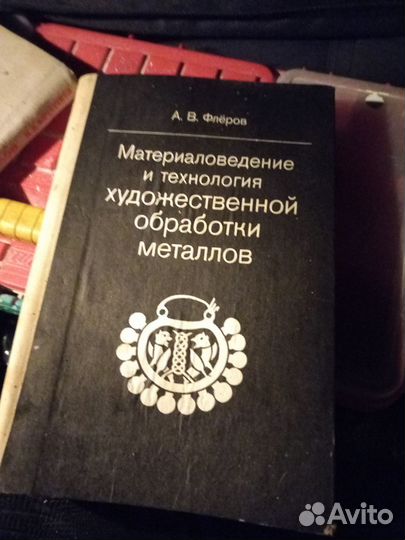 А. В. Флёров
Материаловедение
и технология
художественной
обработки
металлов
Avito